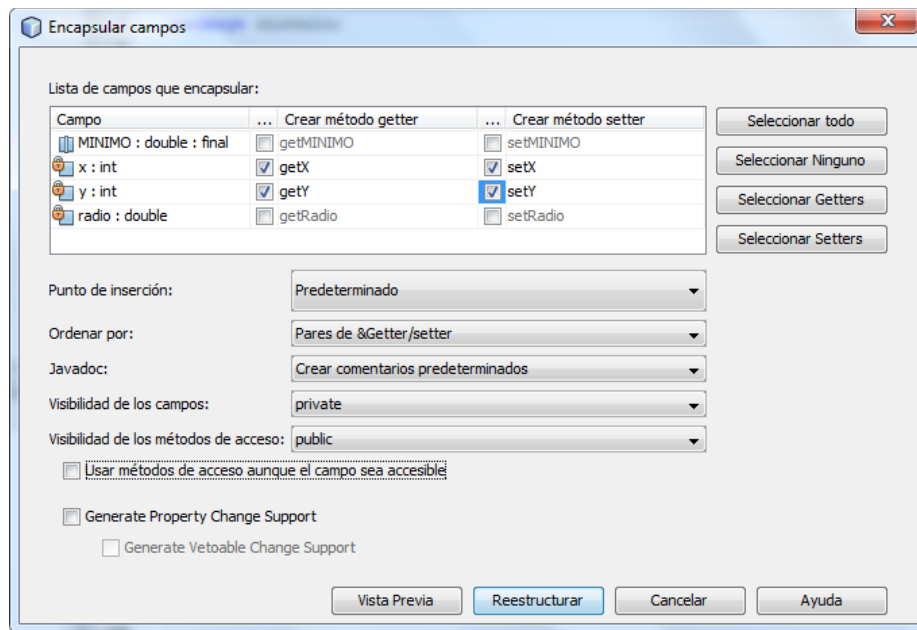 Encapsular campos
Lista de campos que encapsular:
Campo ... Crear método getter ... Crear método setter
MINIMO : double : final getMINIMO setMINIMO
x : int getX setX
y : int getY setY
radio : double getRadio setRadio
Seleccionar todo
Seleccionar Ninguno
Seleccionar Getters
Seleccionar Setters
Punto de inserción: Predeterminado
Ordenar por: Pares de &Getter/setter
Javadoc: Crear comentarios predeterminados
Visibilidad de los campos: private
Visibilidad de los métodos de acceso: public
Usar métodos de acceso aunque el campo sea accesible
Generate Property Change Support
Generate Vetoable Change Support
Vista Previa Reestructurar Cancelar Ayuda